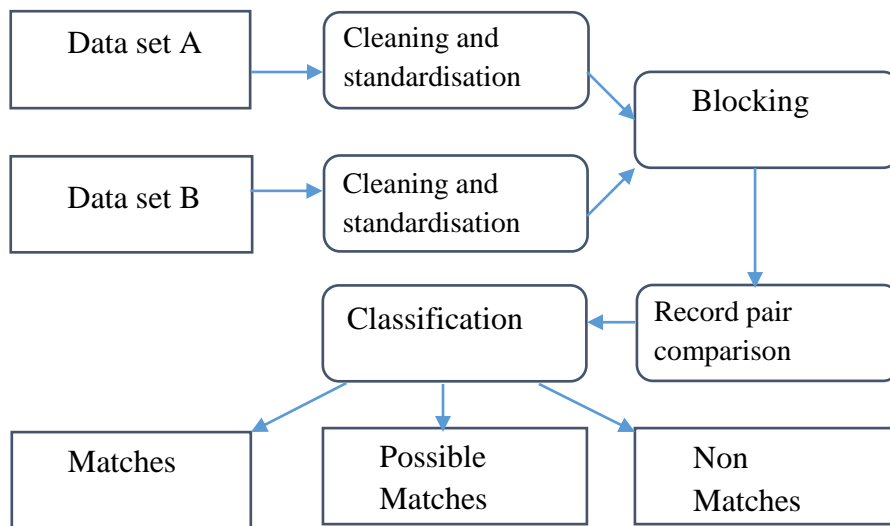 Data set A
Cleaning and
standardisation
Blocking
Data set B
Cleaning and
standardisation
Classification
Record pair
comparison
Matches
Possible
Matches
Non
Matches